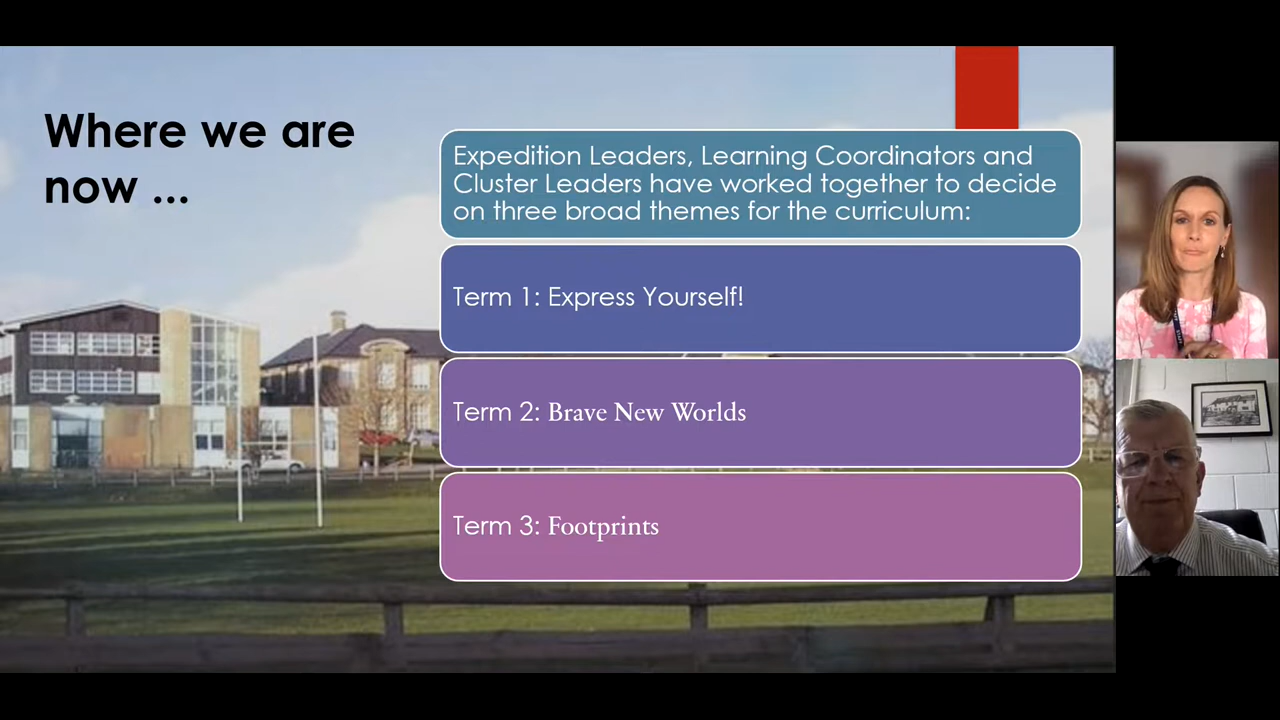 Where we are
now ...
Expedition Leaders, Learning Coordinators and
Cluster Leaders have worked together to decide
on three broad themes for the curriculum:
Term 1: Express Yourself!
Term 2: Brave New Worlds
Term 3: Footprints